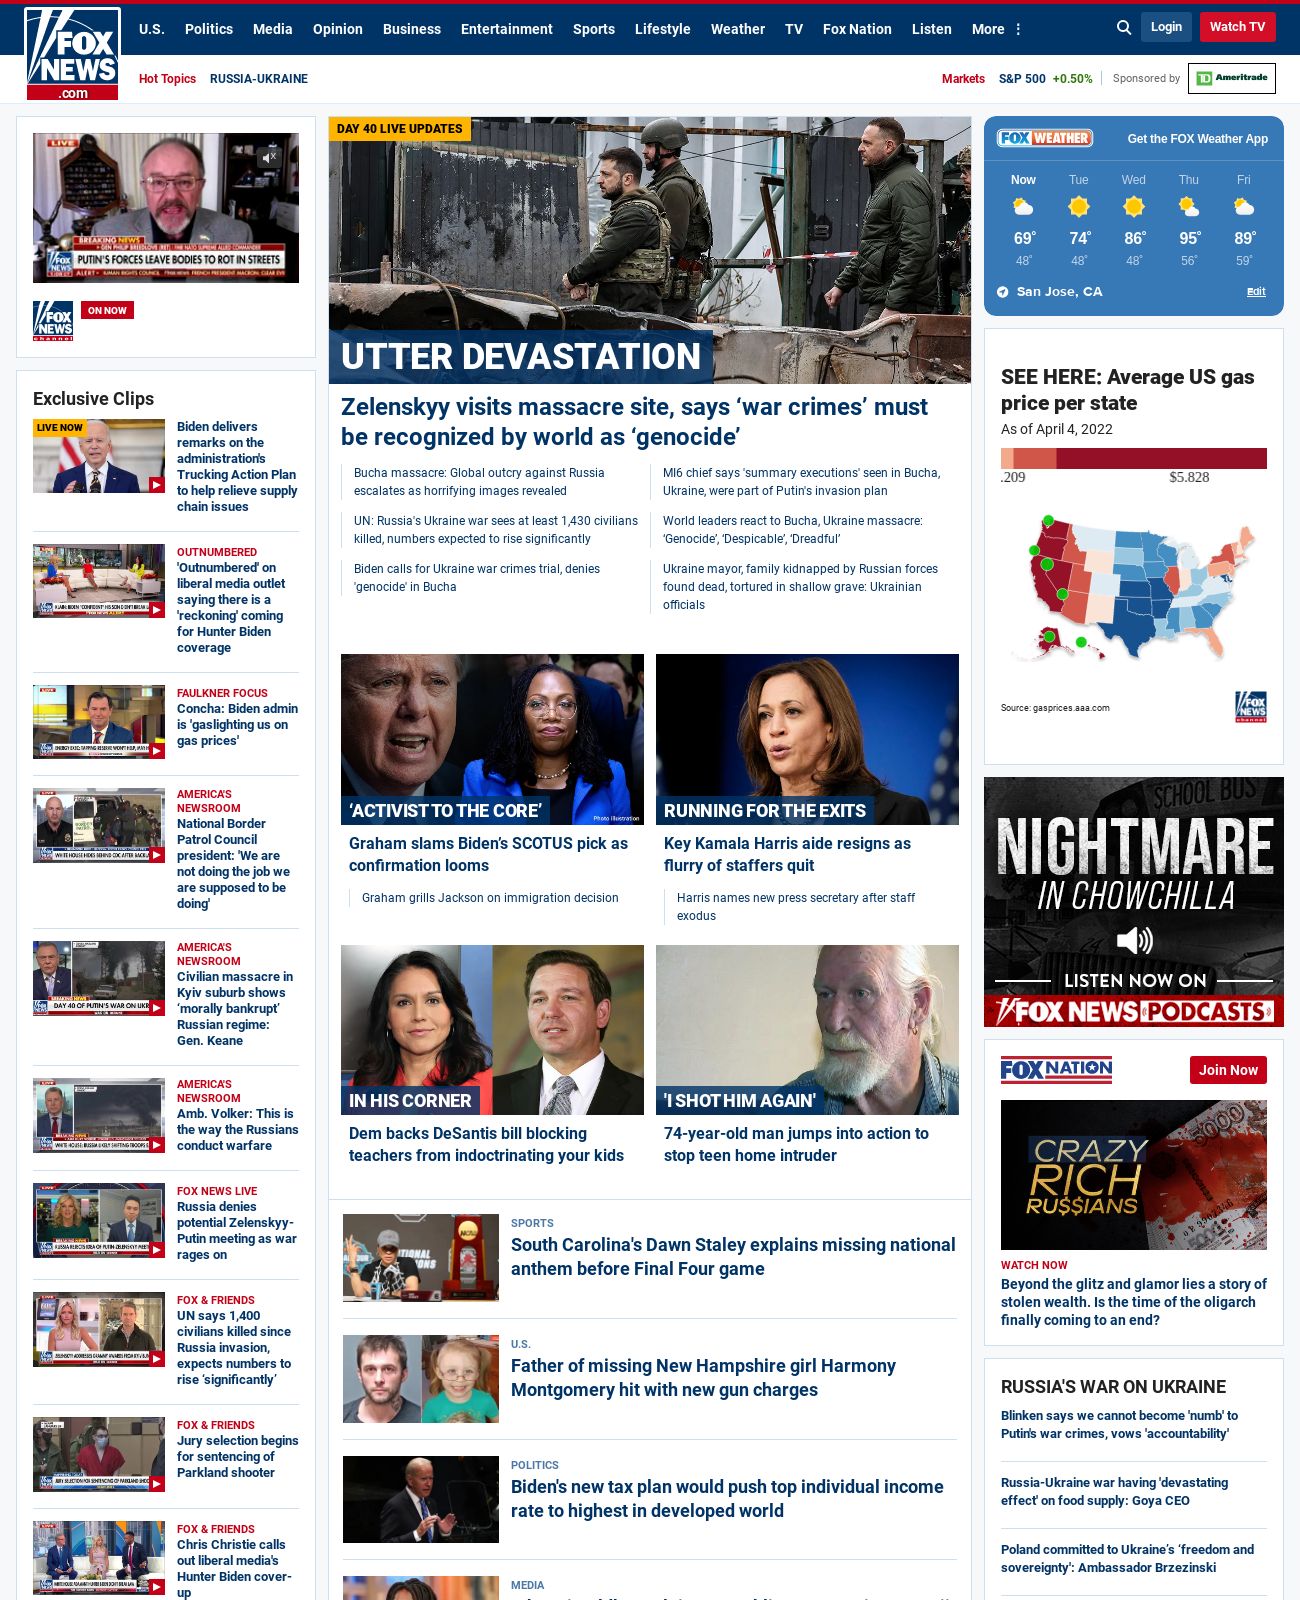 U.S. Politics Media Opinion Business Entertainment Sports Lifestyle Weather TV Fox Nation Listen More
Login
Watch TV
FOX
NEWS
.com
Hot Topics RUSSIA-UKRAINE
Markets S&P 500 +0.50% Sponsored by TD Ameritrade
LIVE
BREAKING NEWS
GEN PHILIP BREEDLOVE (RET) | FMR NATO SUPREME ALLIED COMMANDER
PUTIN'S FORCES LEAVE BODIES TO ROT IN STREETS
FOX
NEWS
channel
ON NOW
Exclusive Clips
LIVE NOW
Biden delivers
remarks on the
administration's
Trucking Action Plan
to help relieve supply
chain issues
OUTNUMBERED
'Outnumbered' on
liberal media outlet
saying there is a
'reckoning' coming
for Hunter Biden
coverage
FAULKNER FOCUS
Concha: Biden admin
is 'gaslighting us on
gas prices'
AMERICA'S
NEWSROOM
National Border
Patrol Council
president: 'We are
not doing the job we
are supposed to be
doing'
AMERICA'S
NEWSROOM
DAY 40 OF PUTIN'S WAR ON UKR
Civilian massacre in
Kyiv suburb shows
‘morally bankrupt’
Russian regime:
Gen. Keane
AMERICA'S
NEWSROOM
Amb. Volker: This is
the way the Russians
conduct warfare
FOX NEWS LIVE
Russia denies
potential Zelenskyy-
Putin meeting as war
rages on
FOX & FRIENDS
UN says 1,400
civilians killed since
Russia invasion,
expects numbers to
rise ‘significantly’
FOX & FRIENDS
Jury selection begins
for sentencing of
Parkland shooter
FOX & FRIENDS
Chris Christie calls
out liberal media's
Hunter Biden cover-
up
DAY 40 LIVE UPDATES
UTTER DEVASTATION
Zelenskyy visits massacre site, says ‘war crimes’ must
be recognized by world as ‘genocide’
Bucha massacre: Global outcry against Russia
escalates as horrifying images revealed
MI6 chief says 'summary executions' seen in Bucha,
Ukraine, were part of Putin's invasion plan
UN: Russia's Ukraine war sees at least 1,430 civilians
killed, numbers expected to rise significantly
World leaders react to Bucha, Ukraine massacre:
‘Genocide’, ‘Despicable’, ‘Dreadful’
Biden calls for Ukraine war crimes trial, denies
'genocide' in Bucha
Ukraine mayor, family kidnapped by Russian forces
found dead, tortured in shallow grave: Ukrainian
officials
Photo illustration
‘ACTIVIST TO THE CORE’
Graham slams Biden’s SCOTUS pick as
confirmation looms
Graham grills Jackson on immigration decision
RUNNING FOR THE EXITS
Key Kamala Harris aide resigns as
flurry of staffers quit
Harris names new press secretary after staff
exodus
IN HIS CORNER
Dem backs DeSantis bill blocking
teachers from indoctrinating your kids
'I SHOT HIM AGAIN'
74-year-old man jumps into action to
stop teen home intruder
SPORTS
South Carolina's Dawn Staley explains missing national
anthem before Final Four game
U.S.
Father of missing New Hampshire girl Harmony
Montgomery hit with new gun charges
POLITICS
Biden's new tax plan would push top individual income
rate to highest in developed world
MEDIA
FOX WEATHER
Get the FOX Weather App
Now Tue Wed Thu Fri
69° 74° 86° 95° 89°
48° 48° 48° 56° 59°
San Jose, CA
Edit
SEE HERE: Average US gas
price per state
As of April 4, 2022
.209 $5.828
Source: gasprices.aaa.com
FOX
NEWS
channel
SCHOOL BUS
NIGHTMARE
IN CHOWCHILLA
LISTEN NOW ON
FOX NEWS PODCASTS
FOX NATION
Join Now
CRAZY
RICH
RU$$IANS
WATCH NOW
Beyond the glitz and glamor lies a story of
stolen wealth. Is the time of the oligarch
finally coming to an end?
RUSSIA'S WAR ON UKRAINE
Blinken says we cannot become 'numb' to
Putin's war crimes, vows 'accountability'
Russia-Ukraine war having 'devastating
effect' on food supply: Goya CEO
Poland committed to Ukraine’s ‘freedom and
sovereignty’: Ambassador Brzezinski